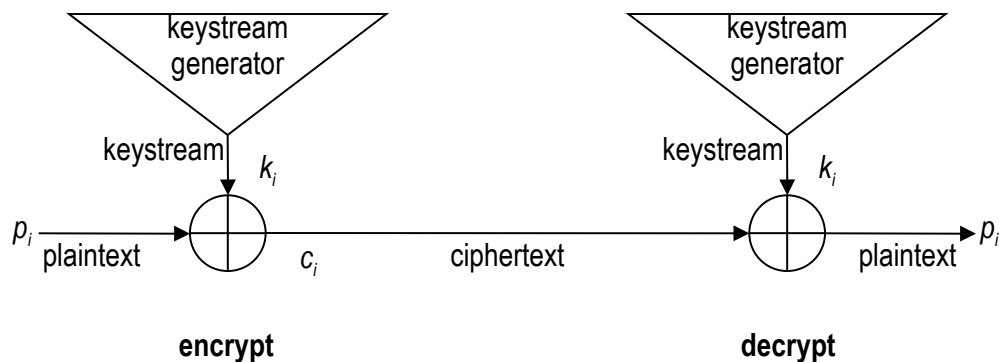 keystream
generator
keystream
generator
keystream
k_i
keystream
k_i
p_i
plaintext
c_i
ciphertext
plaintext
p_i
encrypt
decrypt